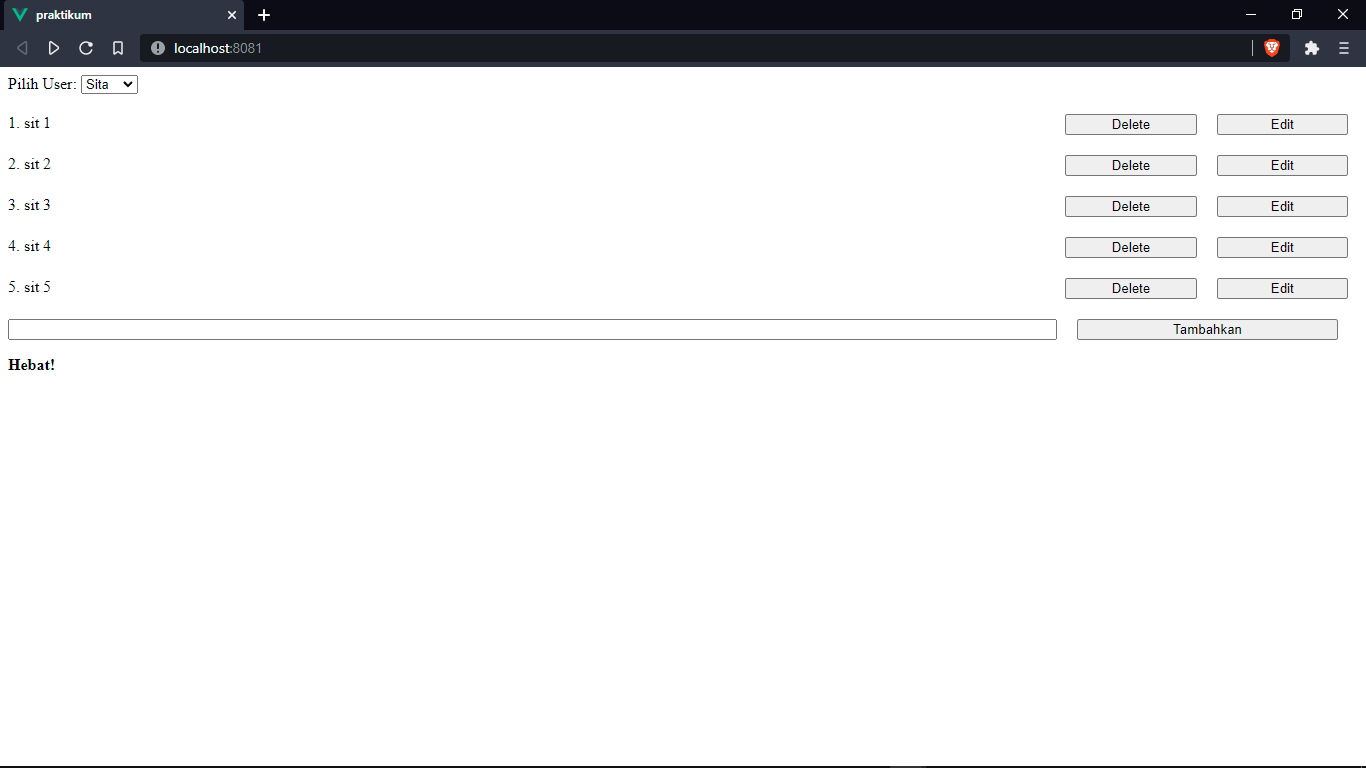 praktikum
localhost:8081
Pilih User: Sita
1. sit 1 Delete Edit
2. sit 2 Delete Edit
3. sit 3 Delete Edit
4. sit 4 Delete Edit
5. sit 5 Delete Edit
Tambahkan
Hebat!